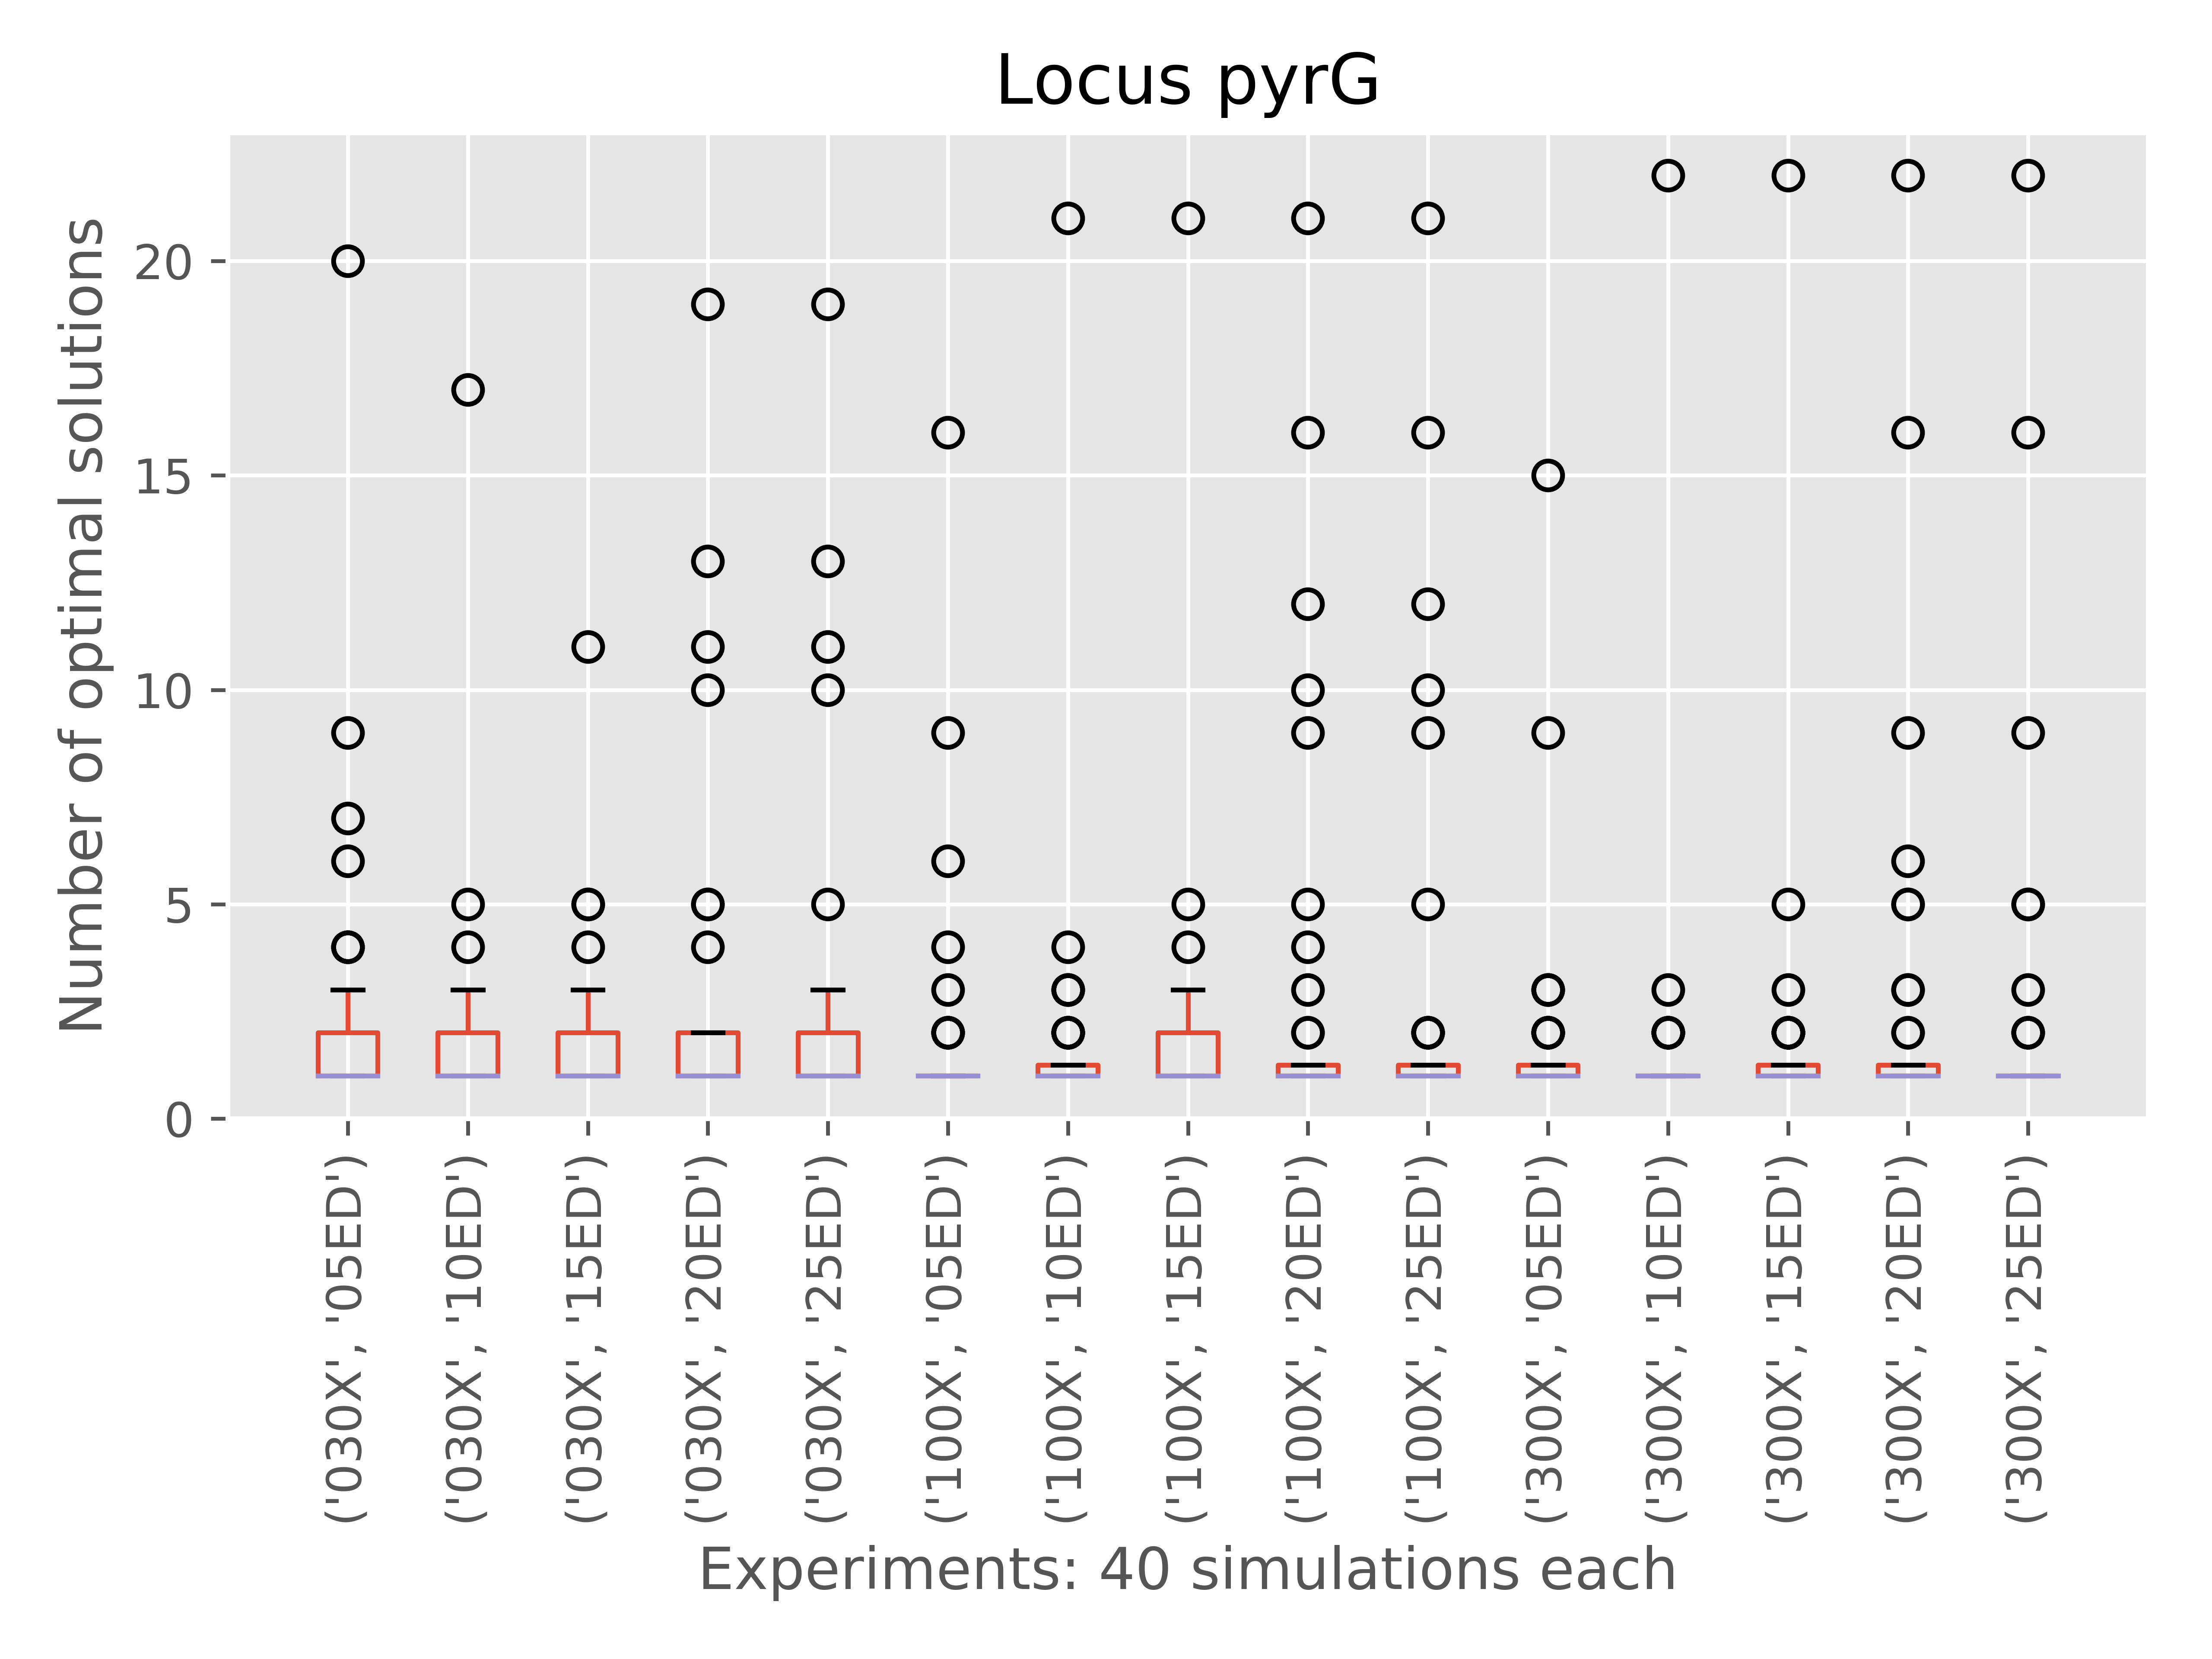 Locus pyrG
Number of optimal solutions
20
15
10
5
0
('030X', '05ED')
('030X', '10ED')
('030X', '15ED')
('030X', '20ED')
('030X', '25ED')
('100X', '05ED')
('100X', '10ED')
('100X', '15ED')
('100X', '20ED')
('100X', '25ED')
('300X', '05ED')
('300X', '10ED')
('300X', '15ED')
('300X', '20ED')
('300X', '25ED')
Experiments: 40 simulations each